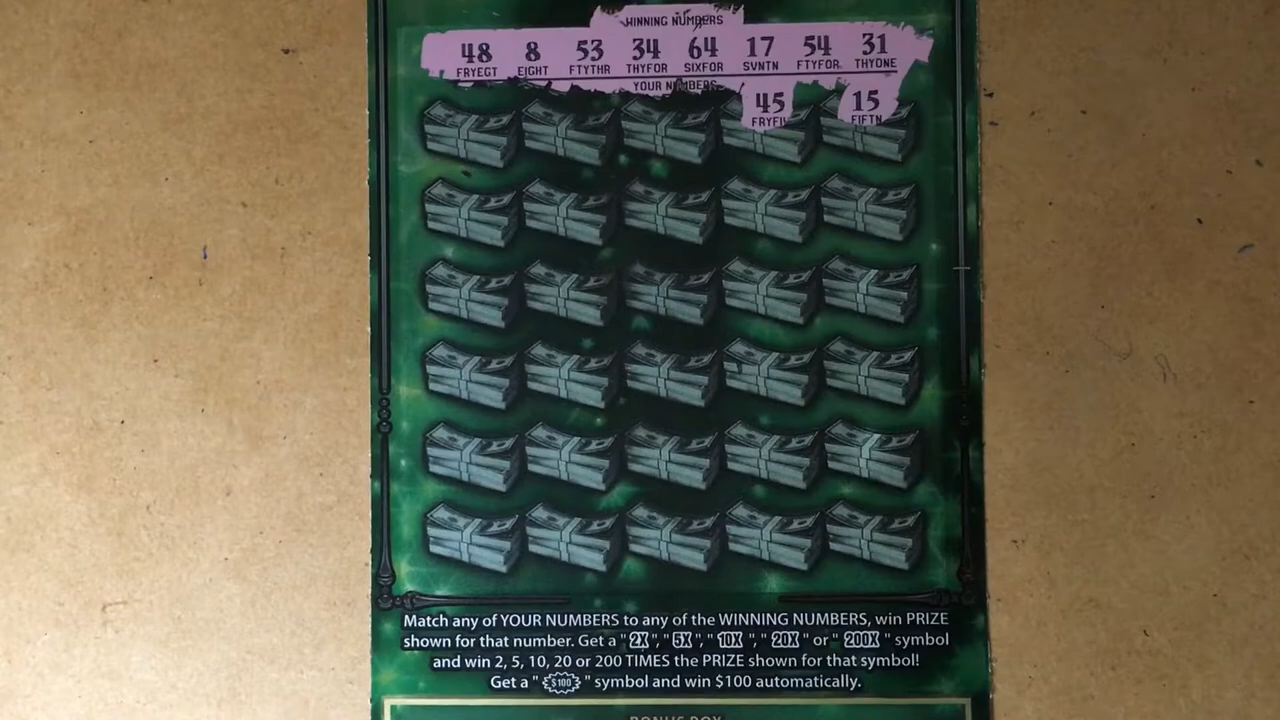 WINNING NUMBERS
48 8 53 34 64 17 54 31
FRYEGT EIGHT FTYTHR THYFOR SIXFOR SVNTN FTYFOR THYONE
YOUR NUMBERS
45 15
FIFTN
Match any of YOUR NUMBERS to any of the WINNING NUMBERS, win PRIZE
shown for that number. Get a "2X", "5X", "10X", "20X" or "200X" symbol
and win 2, 5, 10, 20 or 200 TIMES the PRIZE shown for that symbol!
Get a "$100" symbol and win $100 automatically.
BONUS BOX